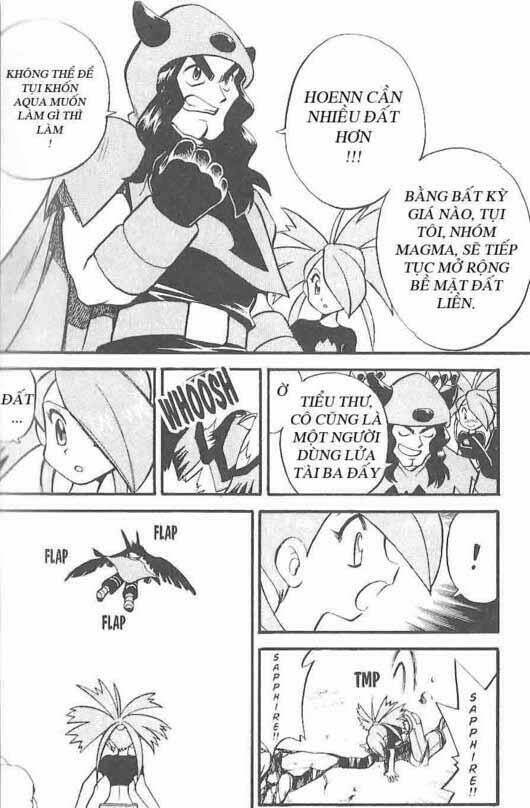 KHÔNG THỂ ĐỂ
TỤI KHỐN
AQUA MUỐN
LÀM GÌ THÌ
LÀM
!
HOENN CẦN
NHIỀU ĐẤT
HƠN
!!!
BẰNG BẤT KỲ
GIÁ NÀO, TỤI
TÔI, NHÓM
MAGMA, SẼ TIẾP
TỤC MỞ RỘNG
BỀ MẶT ĐẤT
LIỀN.
ĐẤT
...
WHOOSH
Ờ
TIỂU THƯ,
CÔ CŨNG LÀ
MỘT NGƯỜI
DÙNG LỬA
TÀI BA ĐẤY
FLAP
FLAP
FLAP
!
SAPPHIRE!!
TMP
SAPPHIRE!!